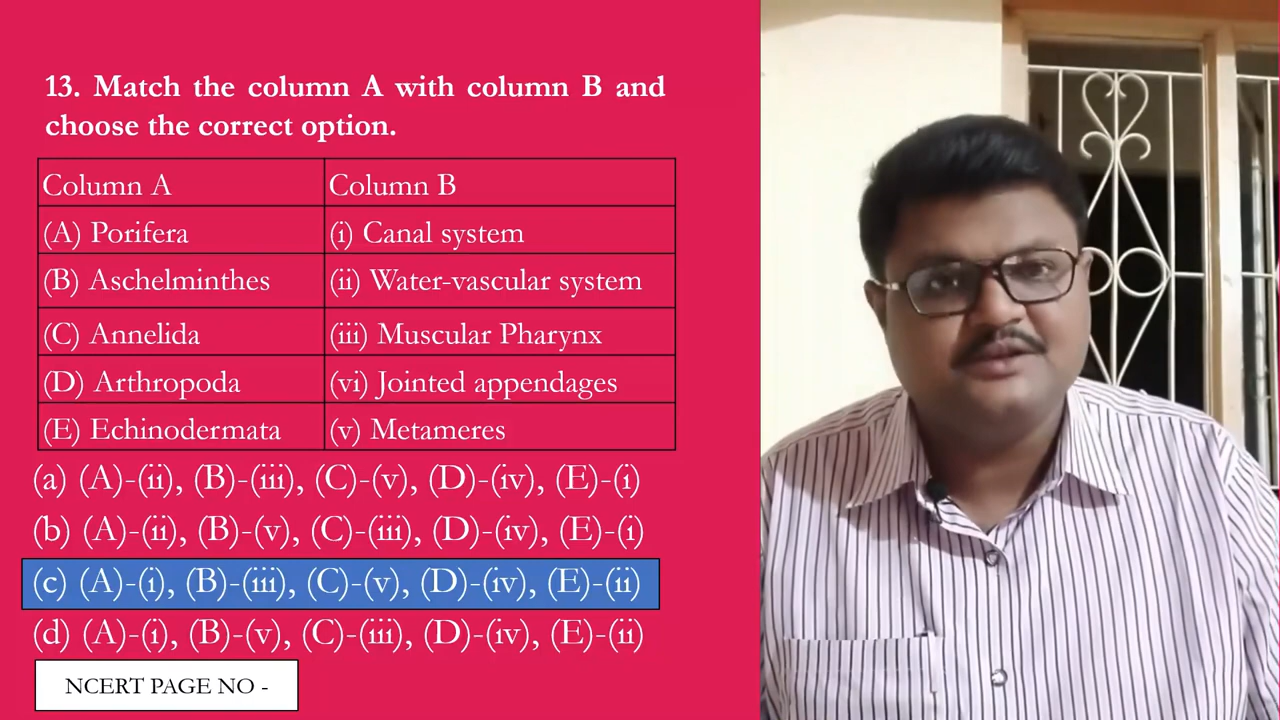 13. Match the column A with column B and
choose the correct option.
Column A Column B
(A) Porifera (i) Canal system
(B) Aschelminthes (ii) Water-vascular system
(C) Annelida (iii) Muscular Pharynx
(D) Arthropoda (vi) Jointed appendages
(E) Echinodermata (v) Metameres
(a) (A)-(ii), (B)-(iii), (C)-(v), (D)-(iv), (E)-(i)
(b) (A)-(ii), (B)-(v), (C)-(iii), (D)-(iv), (E)-(i)
(c) (A)-(i), (B)-(iii), (C)-(v), (D)-(iv), (E)-(ii)
(d) (A)-(i), (B)-(v), (C)-(iii), (D)-(iv), (E)-(ii)
NCERT PAGE NO -